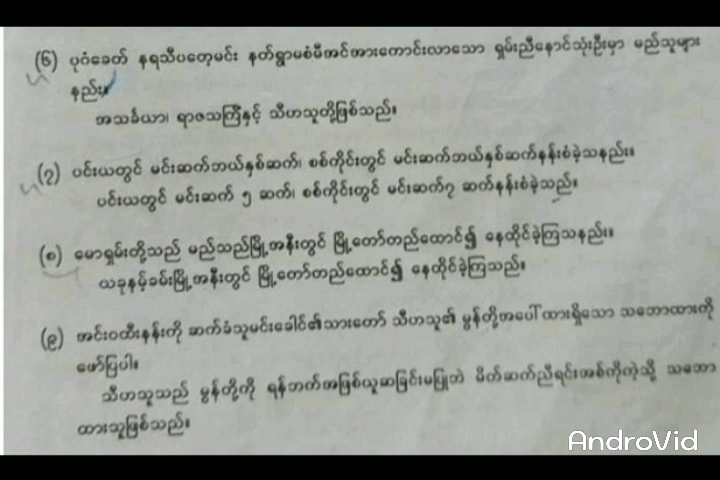 (၆) ပုဂံခေတ် နရသီပတေ့မင်း နတ်ရွာမစံမီအင်အားကောင်းလာသော ရှမ်းညီနောင်သုံးဦးမှာ မည်သူများ
နည်း။
အသင်္ခယာ၊ ရာဇသင်္ကြံနှင့် သီဟသူတို့ဖြစ်သည်။
(၇) ပင်းယတွင် မင်းဆက်ဘယ်နှစ်ဆက်၊ စစ်ကိုင်းတွင် မင်းဆက်ဘယ်နှစ်ဆက်နန်းစံခဲ့သနည်း။
ပင်းယတွင် မင်းဆက် ၅ ဆက်၊ စစ်ကိုင်းတွင် မင်းဆက်၇ ဆက်နန်းစံခဲ့သည်။
(၈) မောရှမ်းတို့သည် မည်သည်မြို့အနီးတွင် မြို့တော်တည်ထောင်၍ နေထိုင်ခဲ့ကြသနည်း။
ယခုနမ့်ခမ်းမြို့အနီးတွင် မြို့တော်တည်ထောင်၍ နေထိုင်ခဲ့ကြသည်။
(၉) အင်းဝထီးနန်းကို ဆက်ခံသူမင်းခေါင်၏သားတော် သီဟသူ၏ မွန်တို့အပေါ်ထားရှိသော သဘောထားကို
ဖော်ပြပါ။
သီဟသူသည် မွန်တို့ကို ရန်ဘက်အဖြစ်ယူဆခြင်းမပြုဘဲ မိတ်ဆက်ညီရင်းအစ်ကိုကဲ့သို့ သဘော
ထားသူဖြစ်သည်။
AndroVid